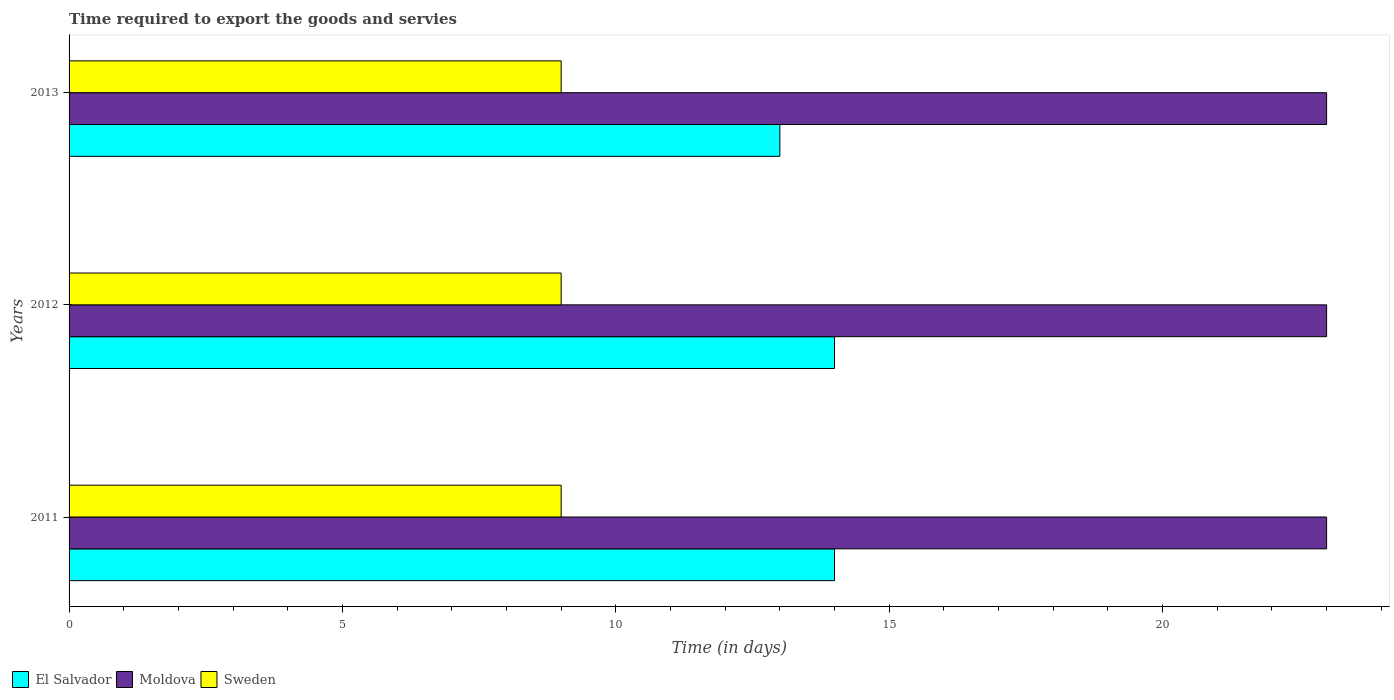 Time required to export the goods and servies
2013
2012
2011
Years
0
5
10
15
20
Time (in days)
El Salvador
Moldova
Sweden